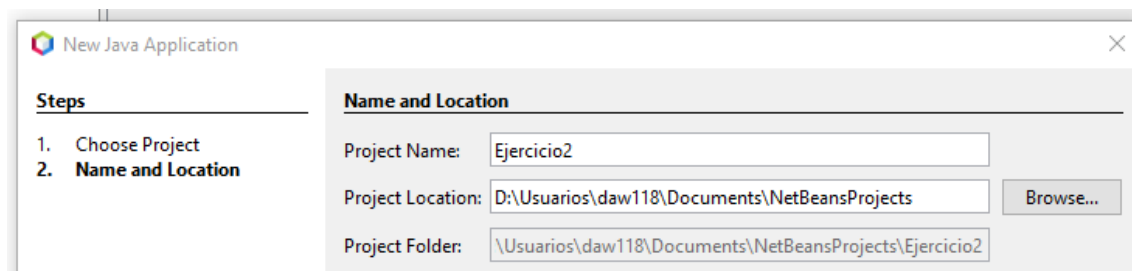 New Java Application
Steps
1. Choose Project
2. Name and Location
Name and Location
Project Name: Ejercicio2
Project Location: D:\Usuarios\daw118\Documents\NetBeansProjects Browse...
Project Folder: \Usuarios\daw118\Documents\NetBeansProjects\Ejercicio2